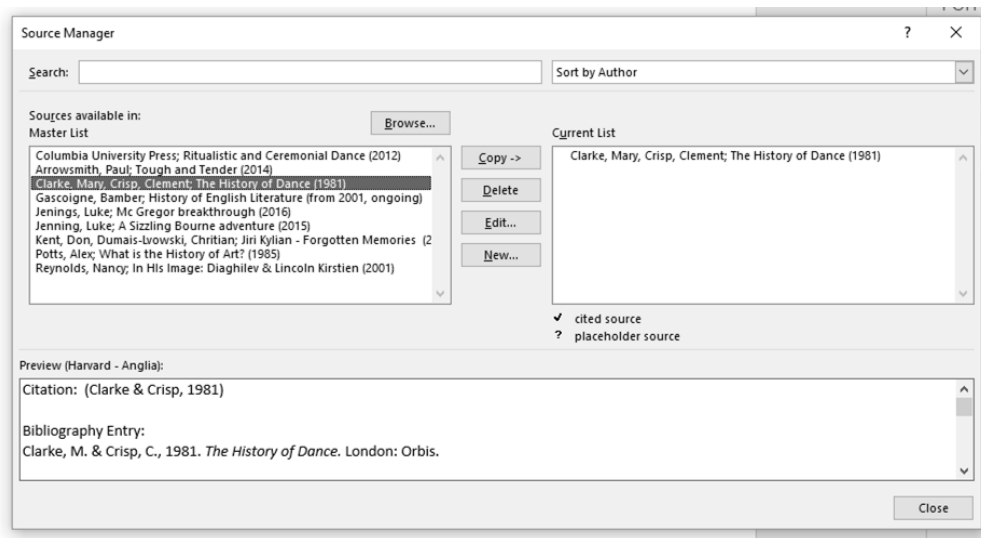 Source Manager
?
Search:
Sort by Author
Sources available in:
Master List
Browse...
Current List
Columbia University Press; Ritualistic and Ceremonial Dance (2012)
Arrowsmith, Paul; Tough and Tender (2014)
Clarke, Mary, Crisp, Clement; The History of Dance (1981)
Gascoigne, Bamber; History of English Literature (from 2001, ongoing)
Jenings, Luke; Mc Gregor breakthrough (2016)
Jenning, Luke; A Sizzling Bourne adventure (2015)
Kent, Don, Dumais-Lvowski, Chritian; Jiri Kylian - Forgotten Memories (2
Potts, Alex; What is the History of Art? (1985)
Reynolds, Nancy; In HIs Image: Diaghilev & Lincoln Kirstien (2001)
Copy ->
Delete
Edit...
New...
Clarke, Mary, Crisp, Clement; The History of Dance (1981)
✓ cited source
? placeholder source
Preview (Harvard - Anglia):
Citation: (Clarke & Crisp, 1981)
Bibliography Entry:
Clarke, M. & Crisp, C., 1981. The History of Dance. London: Orbis.
Close